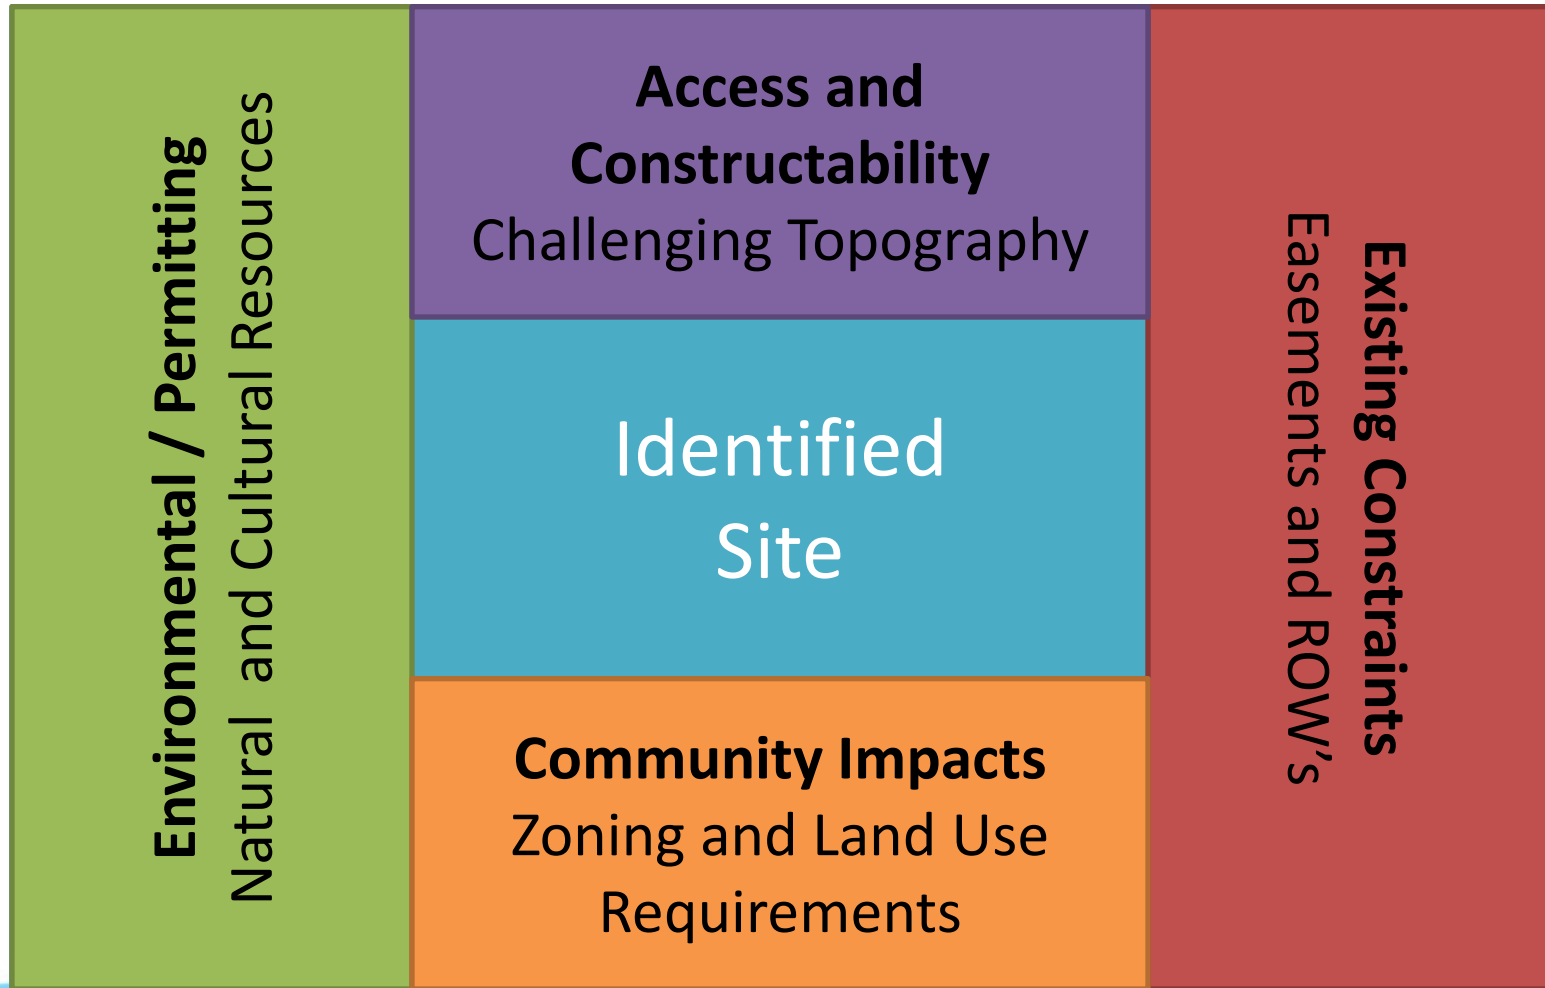 Environmental / Permitting
Natural  and Cultural Resources
Access and
Constructability
Challenging Topography
Identified
Site
Community Impacts
Zoning and Land Use
Requirements
Existing Constraints
Easements and ROW’s